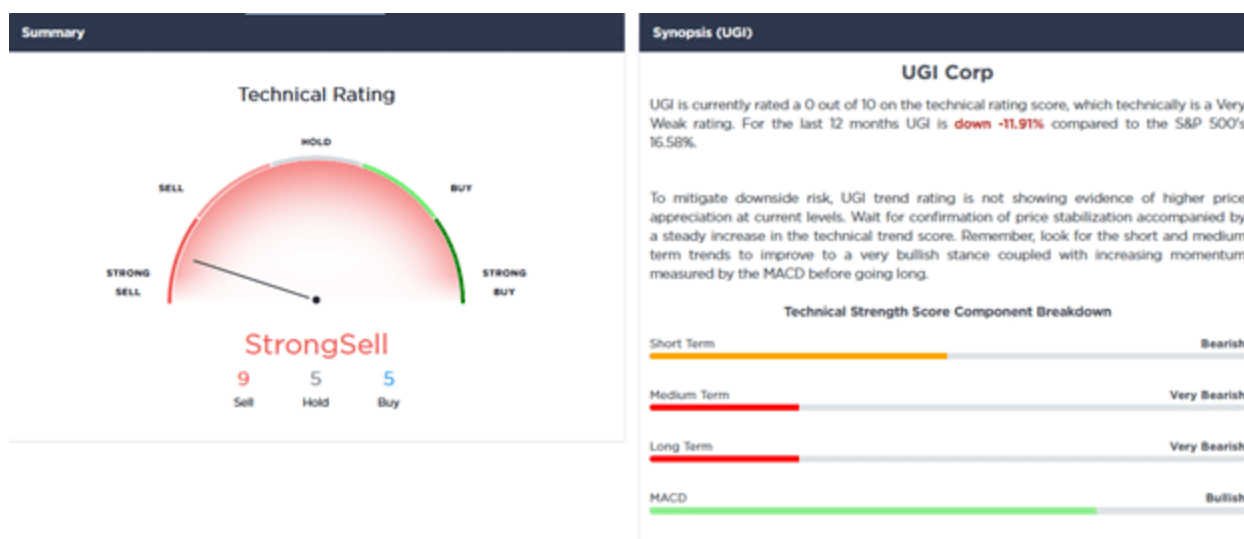 Summary
Technical Rating
HOLD
SELL
BUY
STRONG
SELL
STRONG
BUY
StrongSell
9
5
5
Sell
Hold
Buy
Synopsis (UGI)
UGI Corp
UGI is currently rated a 0 out of 10 on the technical rating score, which technically is a Very
Weak rating. For the last 12 months UGI is down -11.91% compared to the S&P 500's
16.58%.
To mitigate downside risk, UGI trend rating is not showing evidence of higher price
appreciation at current levels. Wait for confirmation of price stabilization accompanied by
a steady increase in the technical trend score. Remember, look for the short and medium
term trends to improve to a very bullish stance coupled with increasing momentum
measured by the MACD before going long.
Technical Strength Score Component Breakdown
Short Term Bearish
Medium Term Very Bearish
Long Term Very Bearish
MACD Bullish